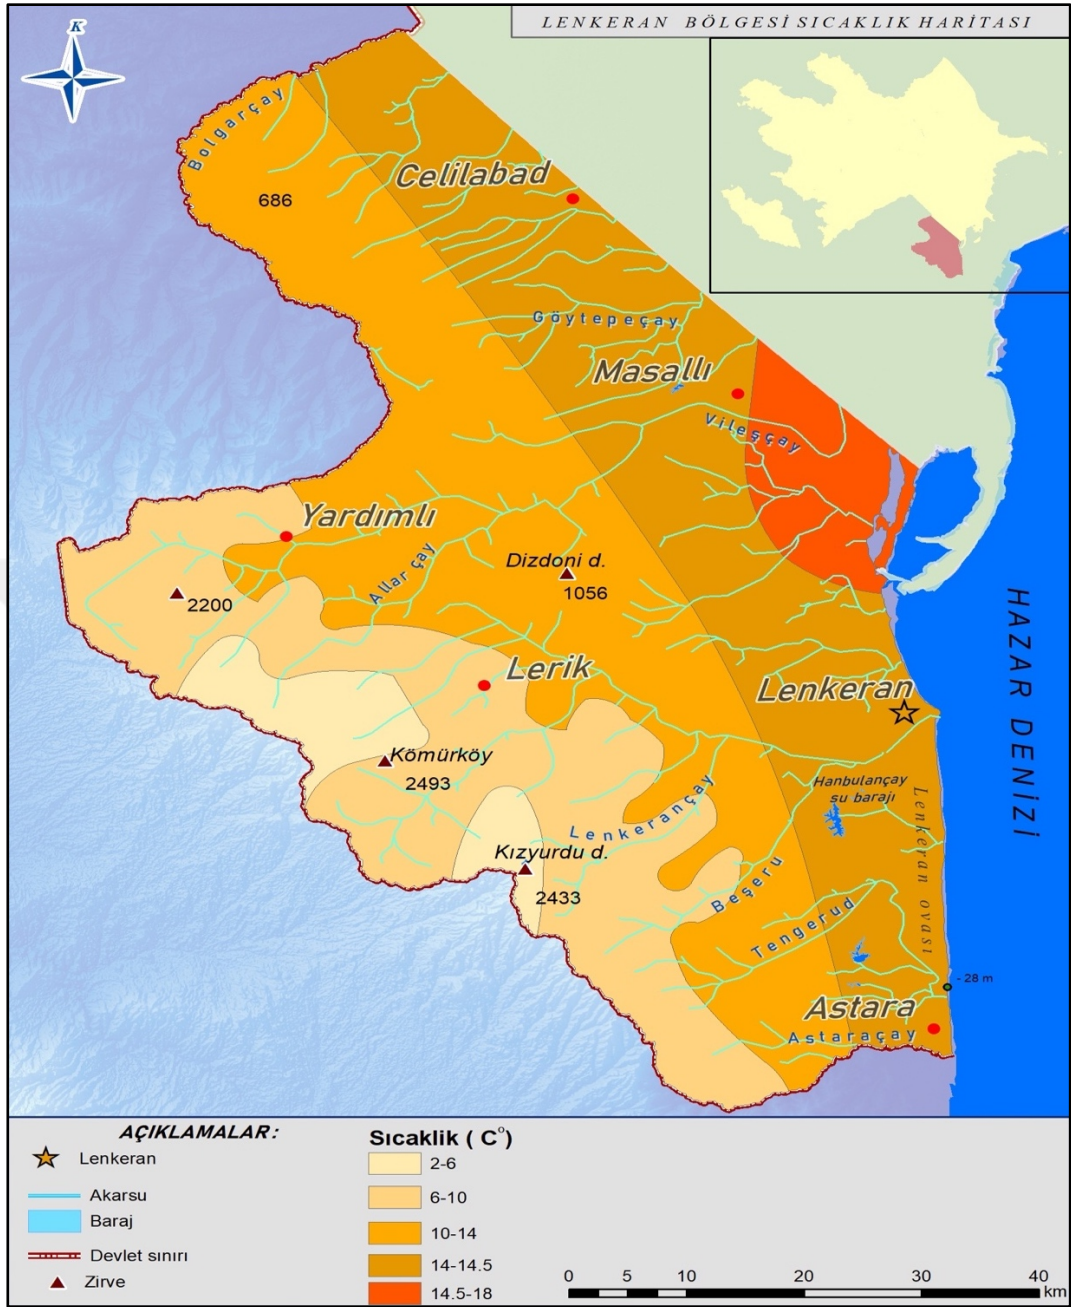 LENKERAN BÖLGESİ SICAKLIK HARİTASI
K
Bolgarçay
686
Celilabad
Göytepeçay
Masallı
Vileşçay
Yardımlı
Allar çay
Dizdoni d.
1056
2200
Lerik
Lenkeran
HAZAR DENİZİ
Kömürköy
2493
Hanbulançay
su barajı
Lenkerançay
Lenkeran ovası
Kızyurdu d.
2433
Beşeru
Tengerud
- 28 m
Astara
Astaraçay
AÇIKLAMALAR :
Lenkeran
Akarsu
Baraj
Devlet sınırı
Zirve
Sıcaklik ( C°)
2-6
6-10
10-14
14-14.5
14.5-18
0 5 10 20 30 40
km